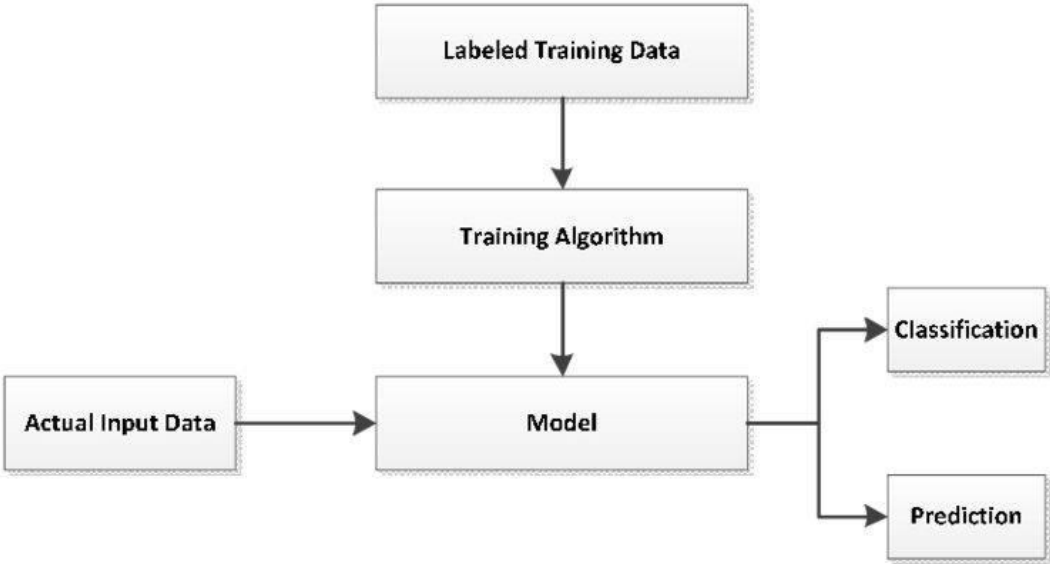 Labeled Training Data
Training Algorithm
Classification
Actual Input Data
Model
Prediction